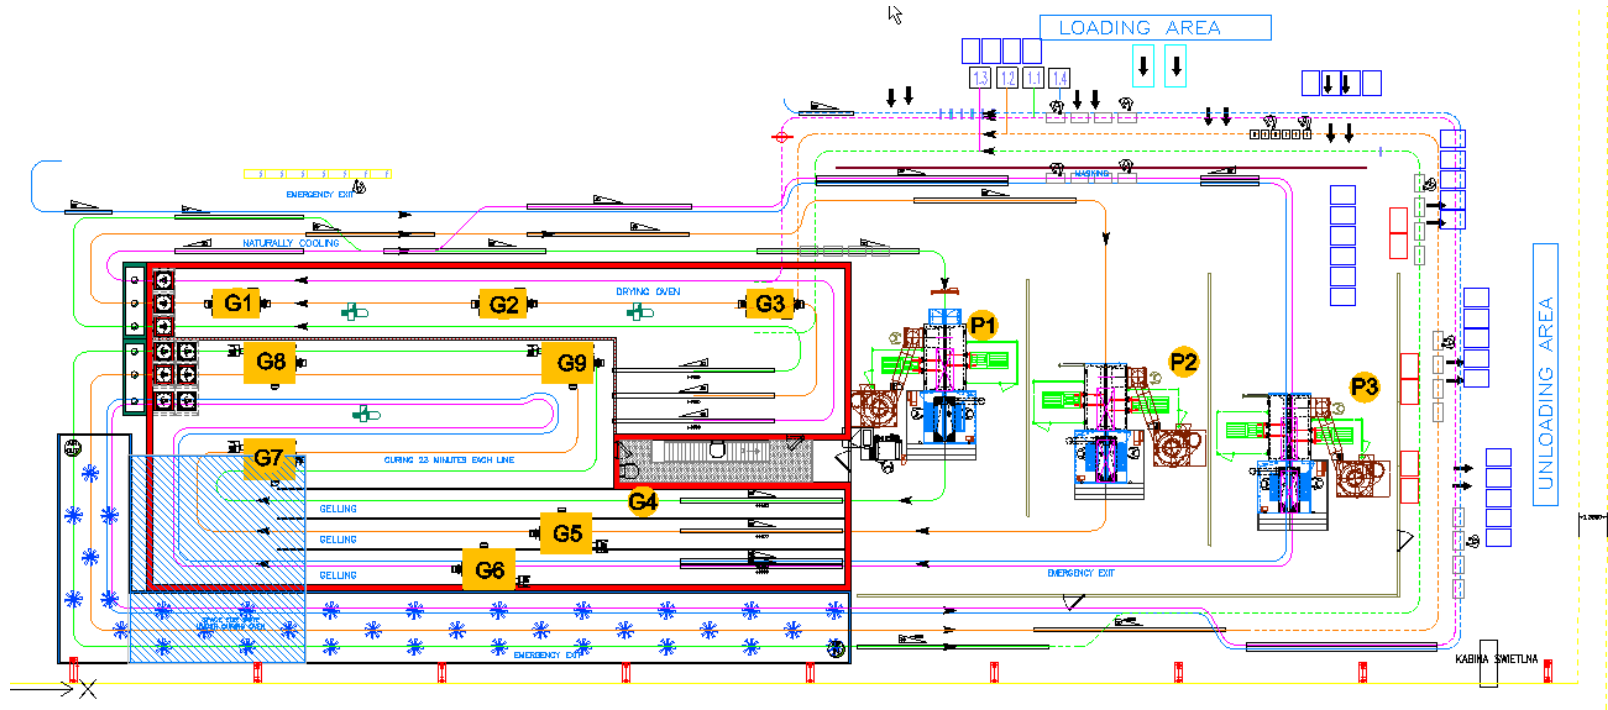 LOADING AREA
1.3 1.2 1.1 1.4
MASKING
EMERGENCY EXIT
NATURALLY COOLING
DRYING OVEN
G1
G2
G3
P1
G8
G9
P2
P3
UNLOADING AREA
G7
CURING 22 MINUTES EACH LINE
G4
GELLING
G5
GELLING
G6
GELLING
EMERGENCY EXIT
EMERGENCY EXIT
KABINA SWIETLNA
X